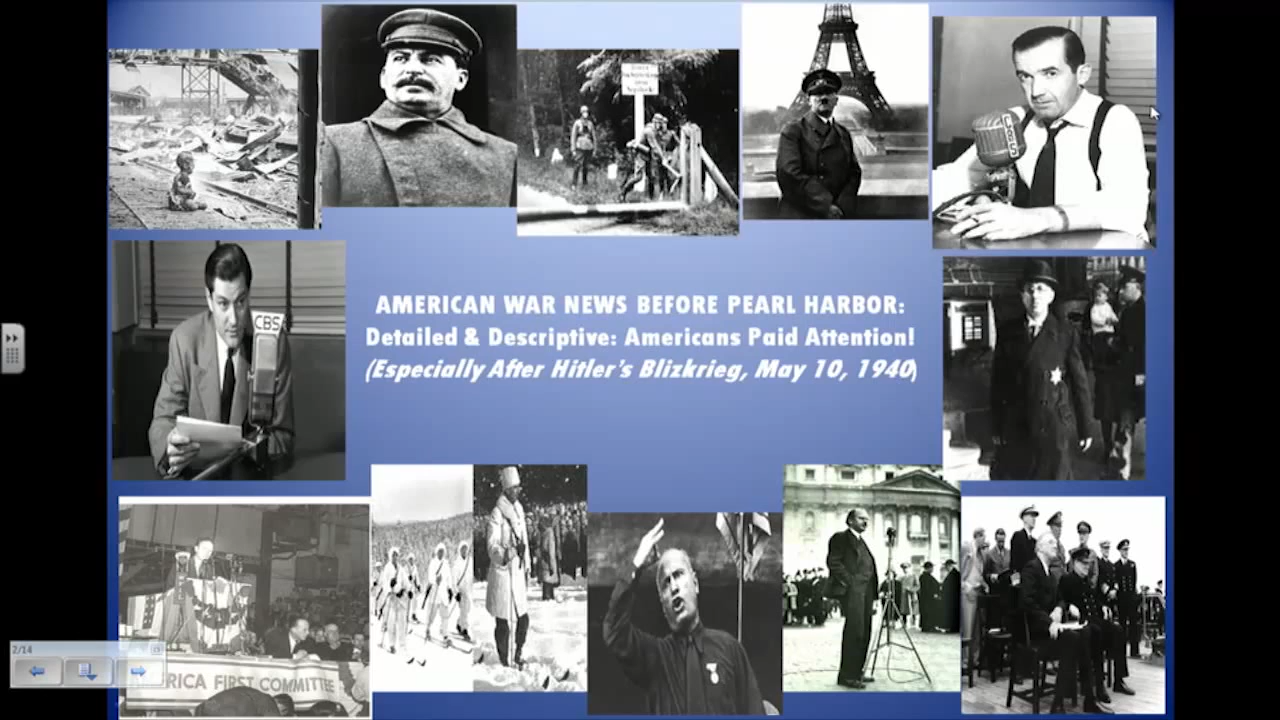 AMERICAN WAR NEWS BEFORE PEARL HARBOR:
Detailed & Descriptive: Americans Paid Attention!
(Especially After Hitler's Blizkrieg, May 10, 1940)
CBS
RICA FIRST COMMITTEE
2/14